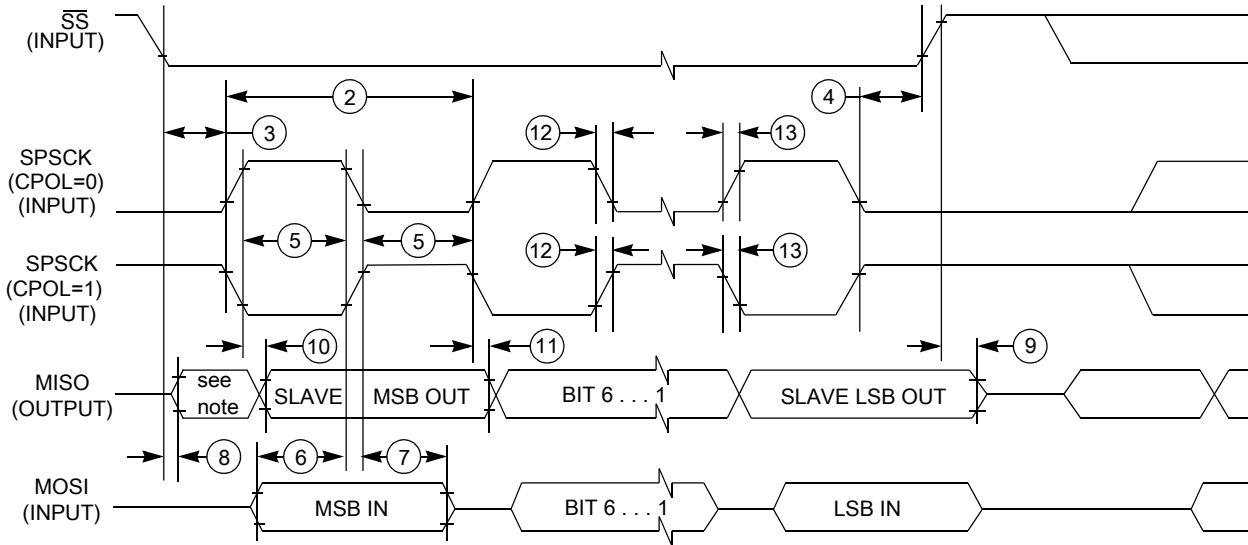 SS
(INPUT)
2
4
3
12
13
SPSCK
(CPOL=0)
(INPUT)
5
5
12
13
SPSCK
(CPOL=1)
(INPUT)
10
11
9
MISO
(OUTPUT)
see
note
SLAVE
MSB OUT
BIT 6 . . . 1
SLAVE LSB OUT
8
6
7
MOSI
(INPUT)
MSB IN
BIT 6 . . . 1
LSB IN